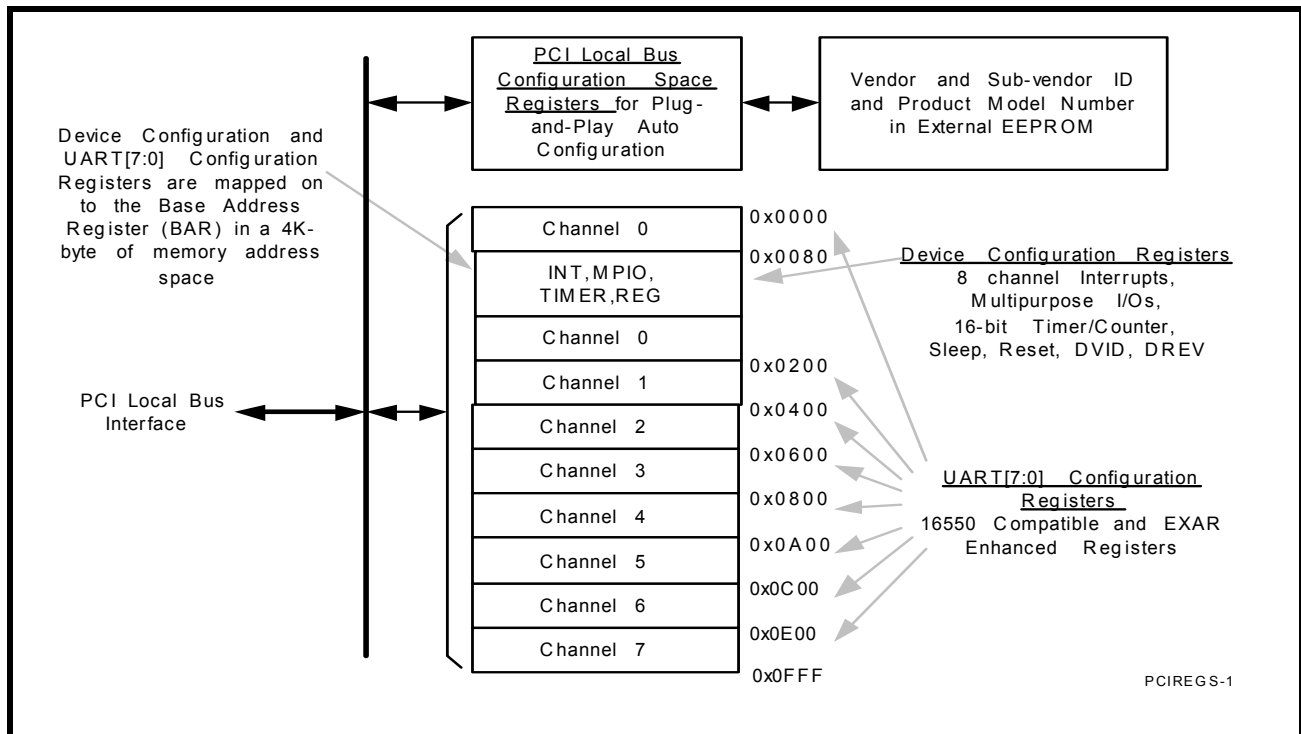 PCI Local Bus
Configuration Space
Registers for Plug-
and-Play Auto
Configuration
Vendor and Sub-vendor ID
and Product Model Number
in External EEPROM
Device Configuration and
UART[7:0] Configuration
Registers are mapped on
to the Base Address
Register (BAR) in a 4K-
byte of memory address
space
Channel 0
0x0000
INT,MPIO,
TIMER,REG
0x0080
Device Configuration Registers
8 channel Interrupts,
Multipurpose I/Os,
16-bit Timer/Counter,
Sleep, Reset, DVID, DREV
Channel 0
Channel 1
0x0200
Channel 2
0x0400
Channel 3
0x0600
Channel 4
0x0800
Channel 5
0x0A00
Channel 6
0x0C00
Channel 7
0x0E00
0x0FFF
PCI Local Bus
Interface
UART[7:0] Configuration
Registers
16550 Compatible and EXAR
Enhanced Registers
PCIREGS-1